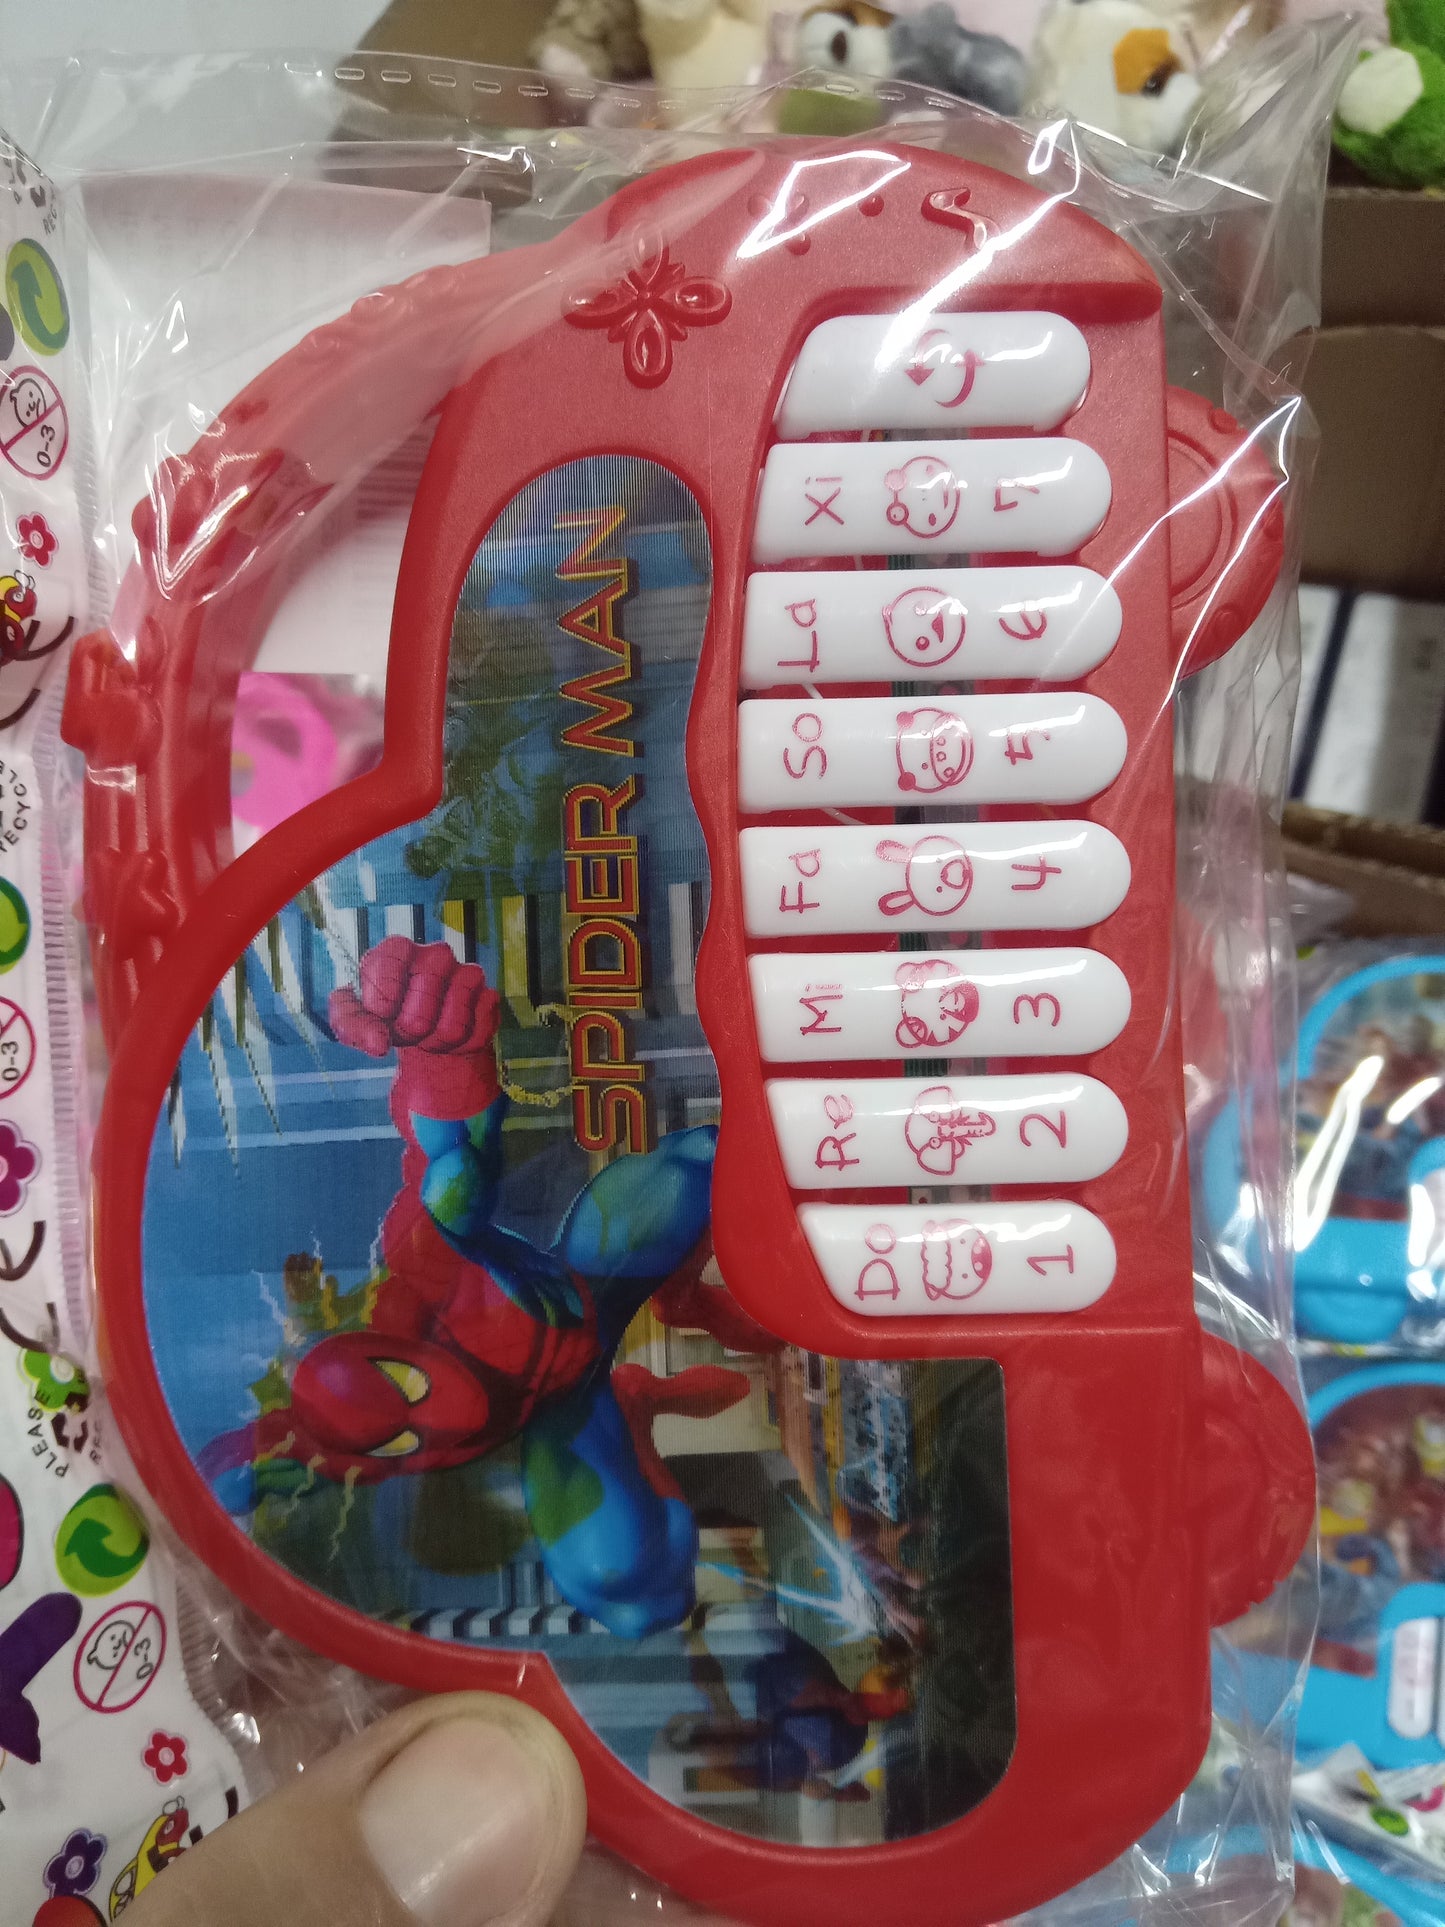 SPIDER MAN
Do 1
Re 2
Mi 3
Fa 4
So 5
La 6
Xi 7
0-3
0-3
0-3
PLEASE
RECYCL